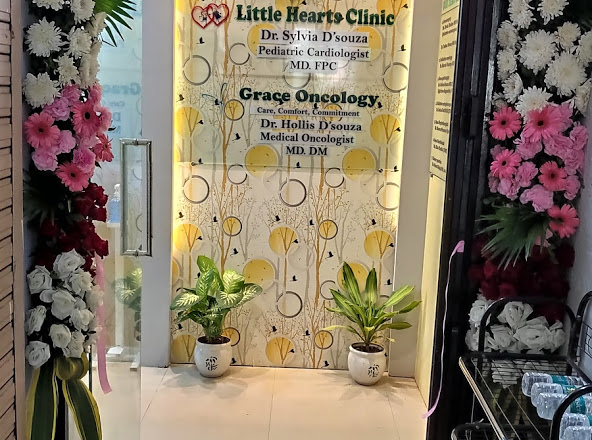 Little Hearts Clinic
Dr. Sylvia D'souza
Pediatric Cardiologist
MD. FPC
Grace Oncology
Care, Comfort, Commitment
Dr. Hollis D'souza
Medical Oncologist
MD. DM